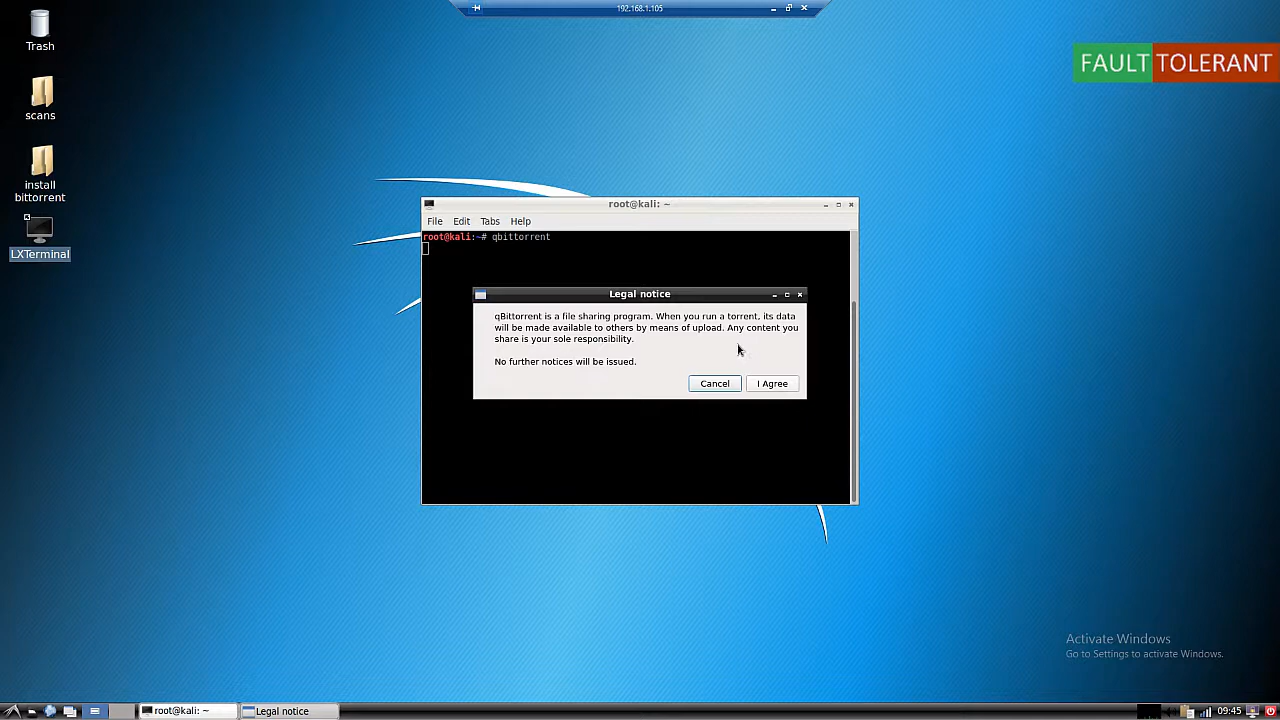 192.168.1.105
FAULT TOLERANT
Trash
scans
install
bittorrent
LXTerminal
root@kali: ~
File Edit Tabs Help
root@kali:~# qbittorrent
Legal notice
qBittorrent is a file sharing program. When you run a torrent, its data
will be made available to others by means of upload. Any content you
share is your sole responsibility.
No further notices will be issued.
Cancel I Agree
Activate Windows
Go to Settings to activate Windows.
root@kali: ~ Legal notice 09:45